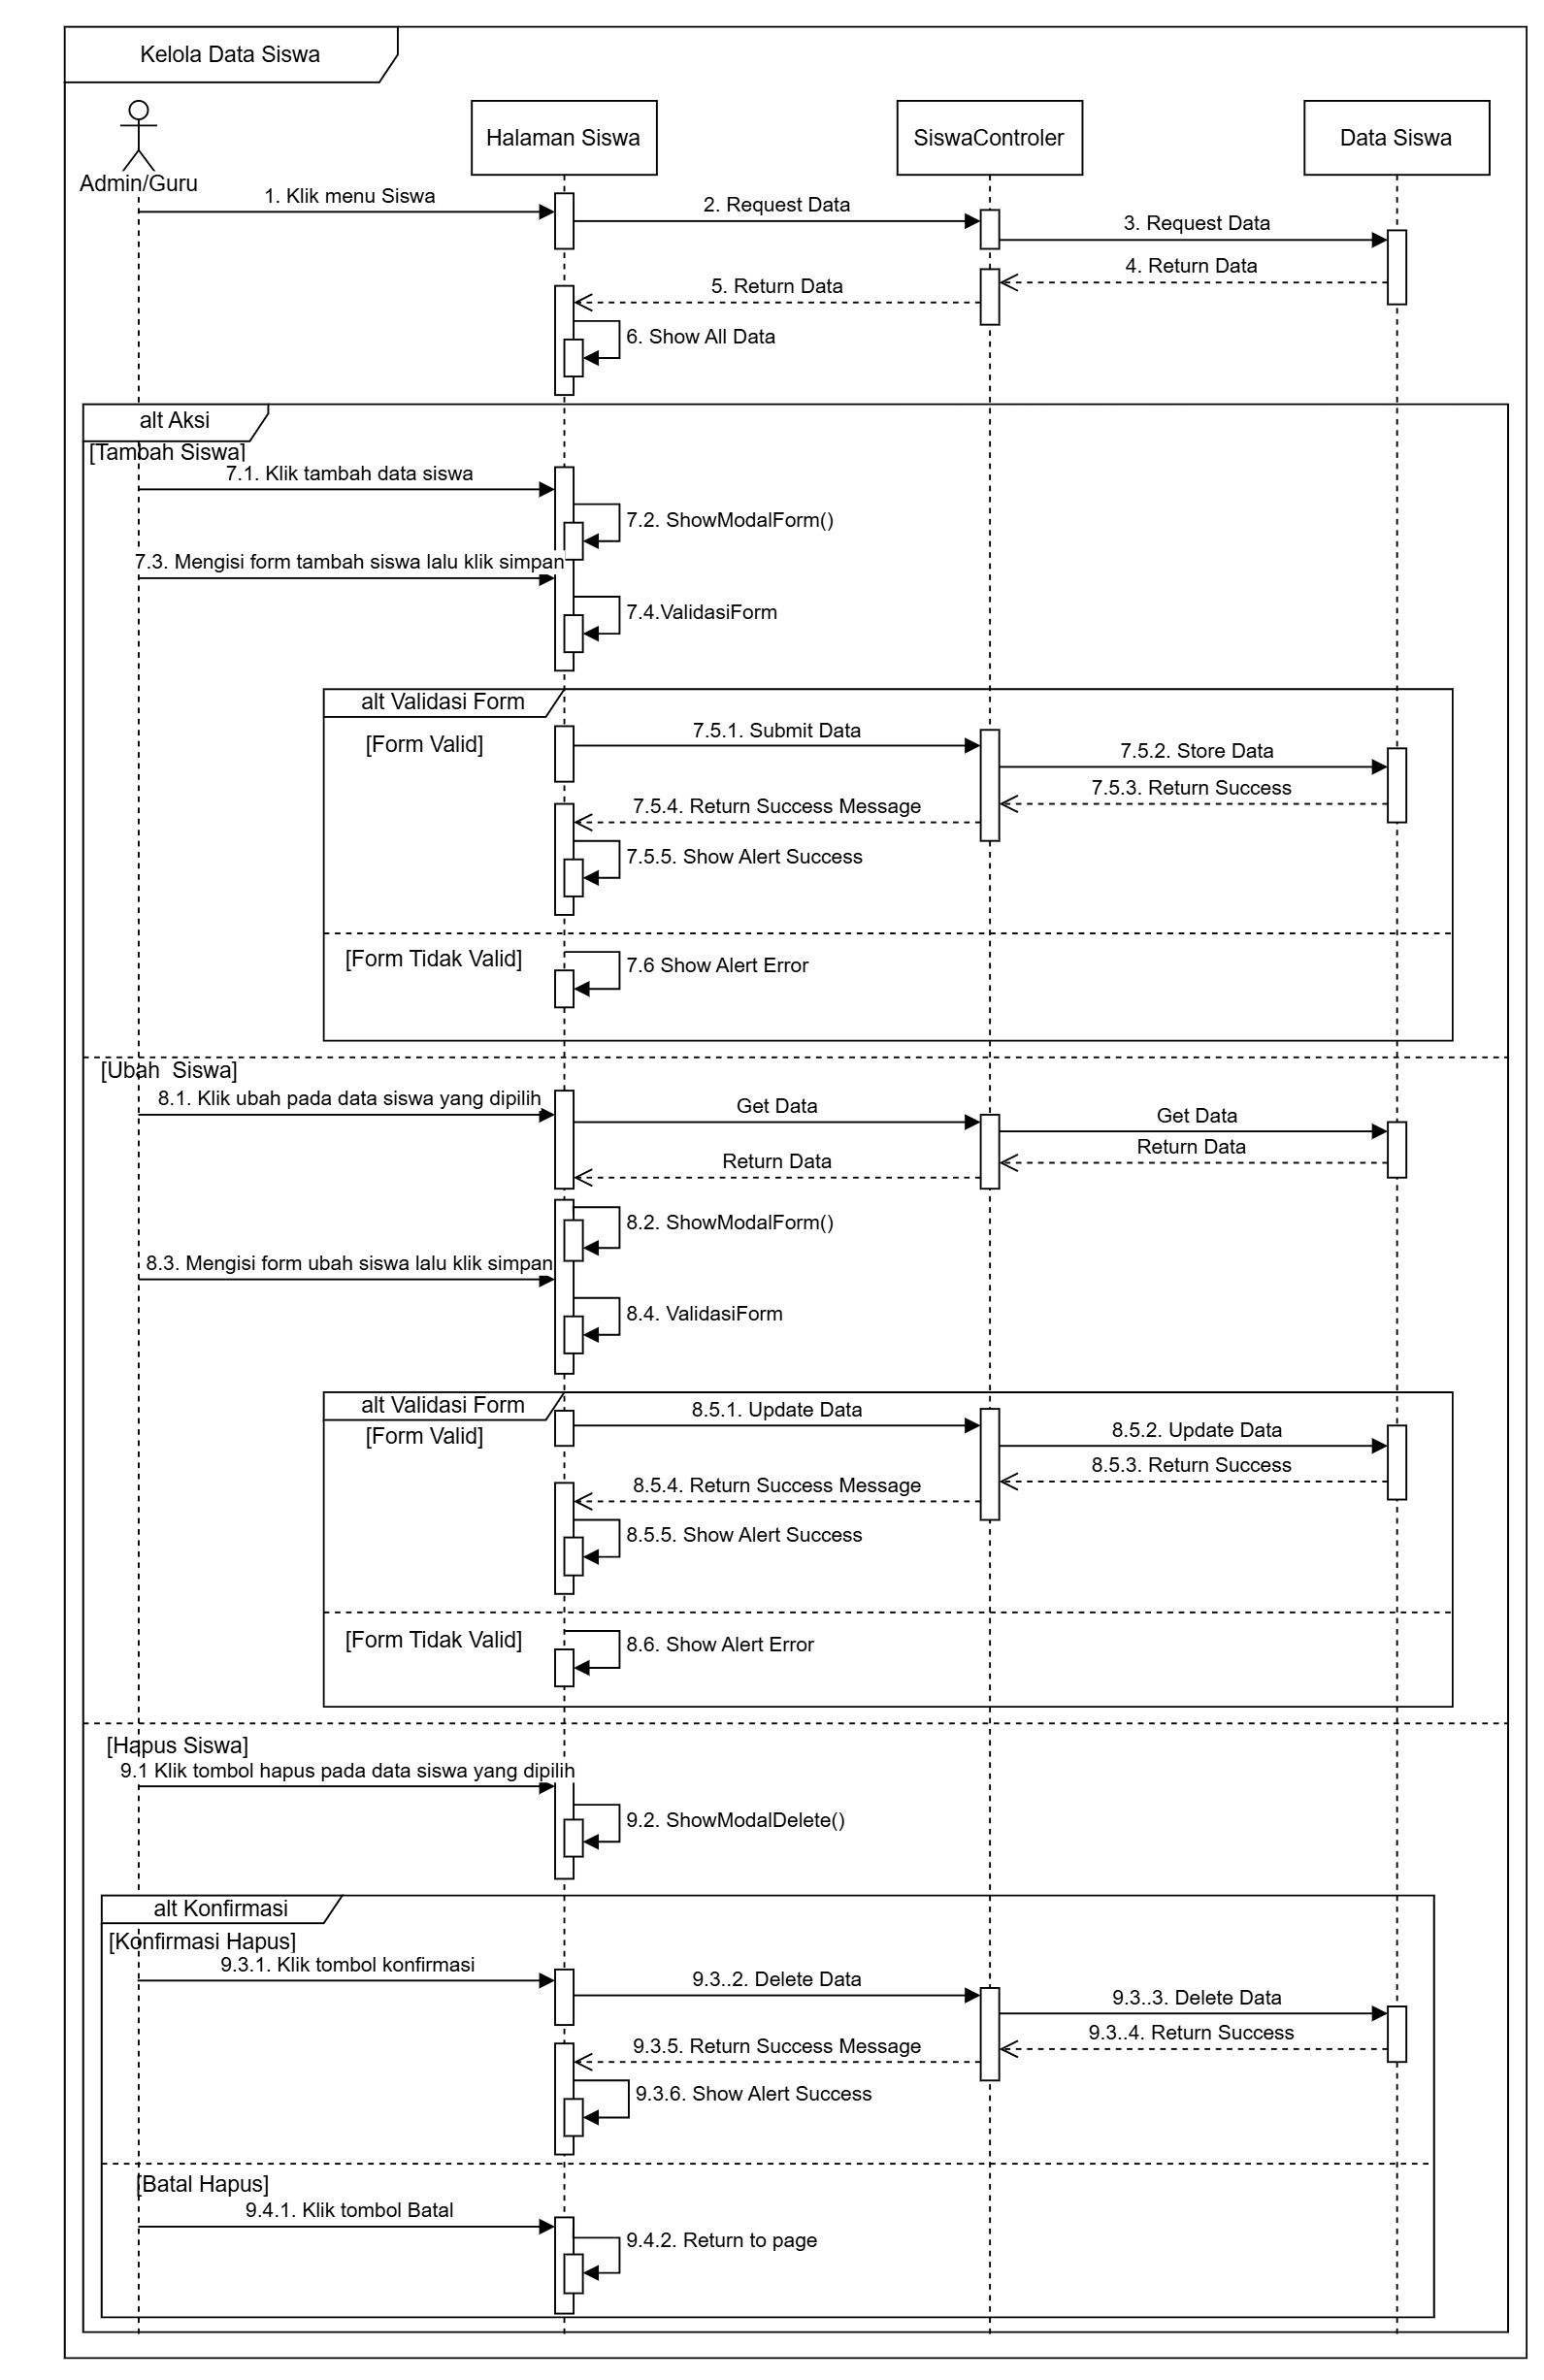 Kelola Data Siswa
Admin/Guru
Halaman Siswa
SiswaControler
Data Siswa
1. Klik menu Siswa
2. Request Data
3. Request Data
4. Return Data
5. Return Data
6. Show All Data
alt Aksi
[Tambah Siswa]
7.1. Klik tambah data siswa
7.2. ShowModalForm()
7.3. Mengisi form tambah siswa lalu klik simpan
7.4.ValidasiForm
alt Validasi Form
[Form Valid]
7.5.1. Submit Data
7.5.2. Store Data
7.5.3. Return Success
7.5.4. Return Success Message
7.5.5. Show Alert Success
[Form Tidak Valid]
7.6 Show Alert Error
[Ubah  Siswa]
8.1. Klik ubah pada data siswa yang dipilih
Get Data
Get Data
Return Data
Return Data
8.2. ShowModalForm()
8.3. Mengisi form ubah siswa lalu klik simpan
8.4. ValidasiForm
alt Validasi Form
[Form Valid]
8.5.1. Update Data
8.5.2. Update Data
8.5.3. Return Success
8.5.4. Return Success Message
8.5.5. Show Alert Success
[Form Tidak Valid]
8.6. Show Alert Error
[Hapus Siswa]
9.1 Klik tombol hapus pada data siswa yang dipilih
9.2. ShowModalDelete()
alt Konfirmasi
[Konfirmasi Hapus]
9.3.1. Klik tombol konfirmasi
9.3..2. Delete Data
9.3..3. Delete Data
9.3..4. Return Success
9.3.5. Return Success Message
9.3.6. Show Alert Success
[Batal Hapus]
9.4.1. Klik tombol Batal
9.4.2. Return to page